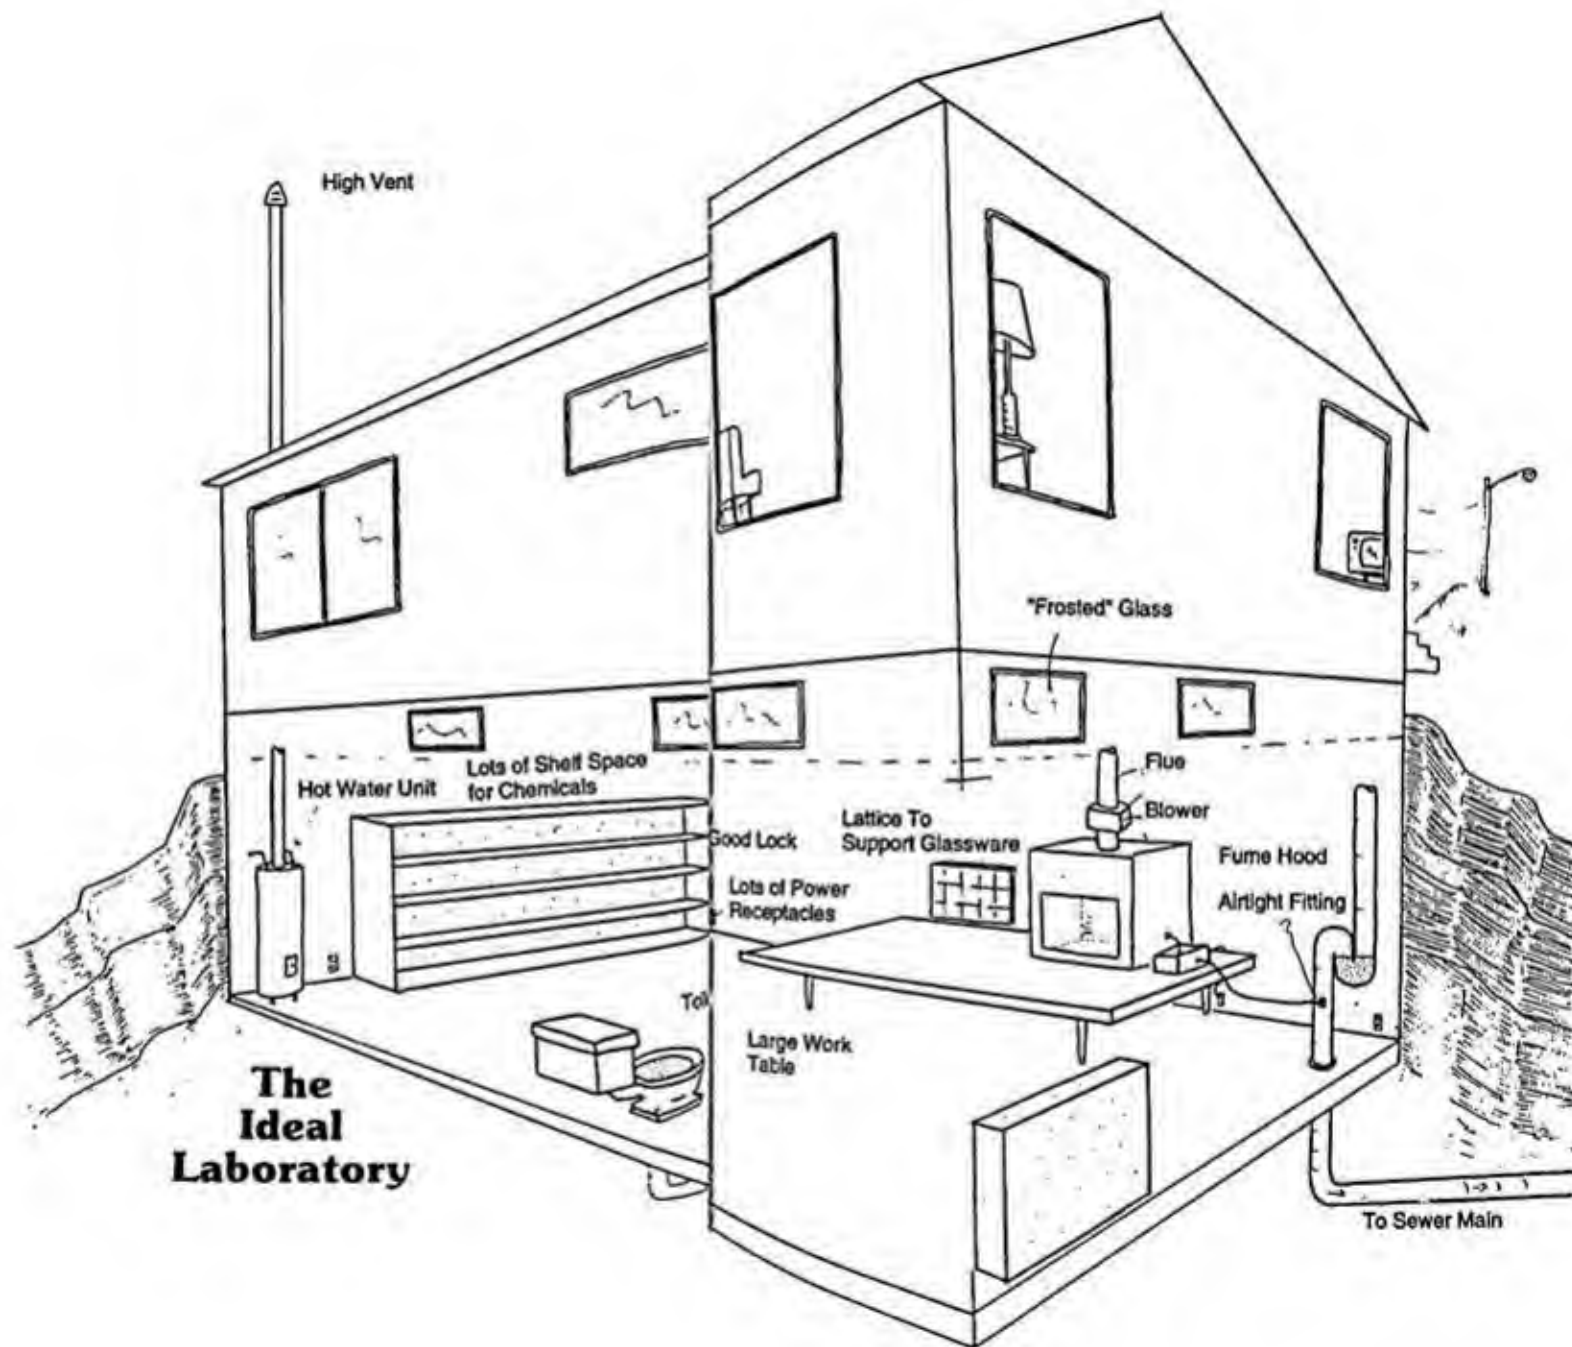 High Vent
"Frosted" Glass
Hot Water Unit
Lots of Shelf Space
for Chemicals
Good Lock
Lots of Power
Receptacles
Lattice To
Support Glassware
Flue
Blower
Fume Hood
Airtight Fitting
Large Work
Table
The
Ideal
Laboratory
To Sewer Main